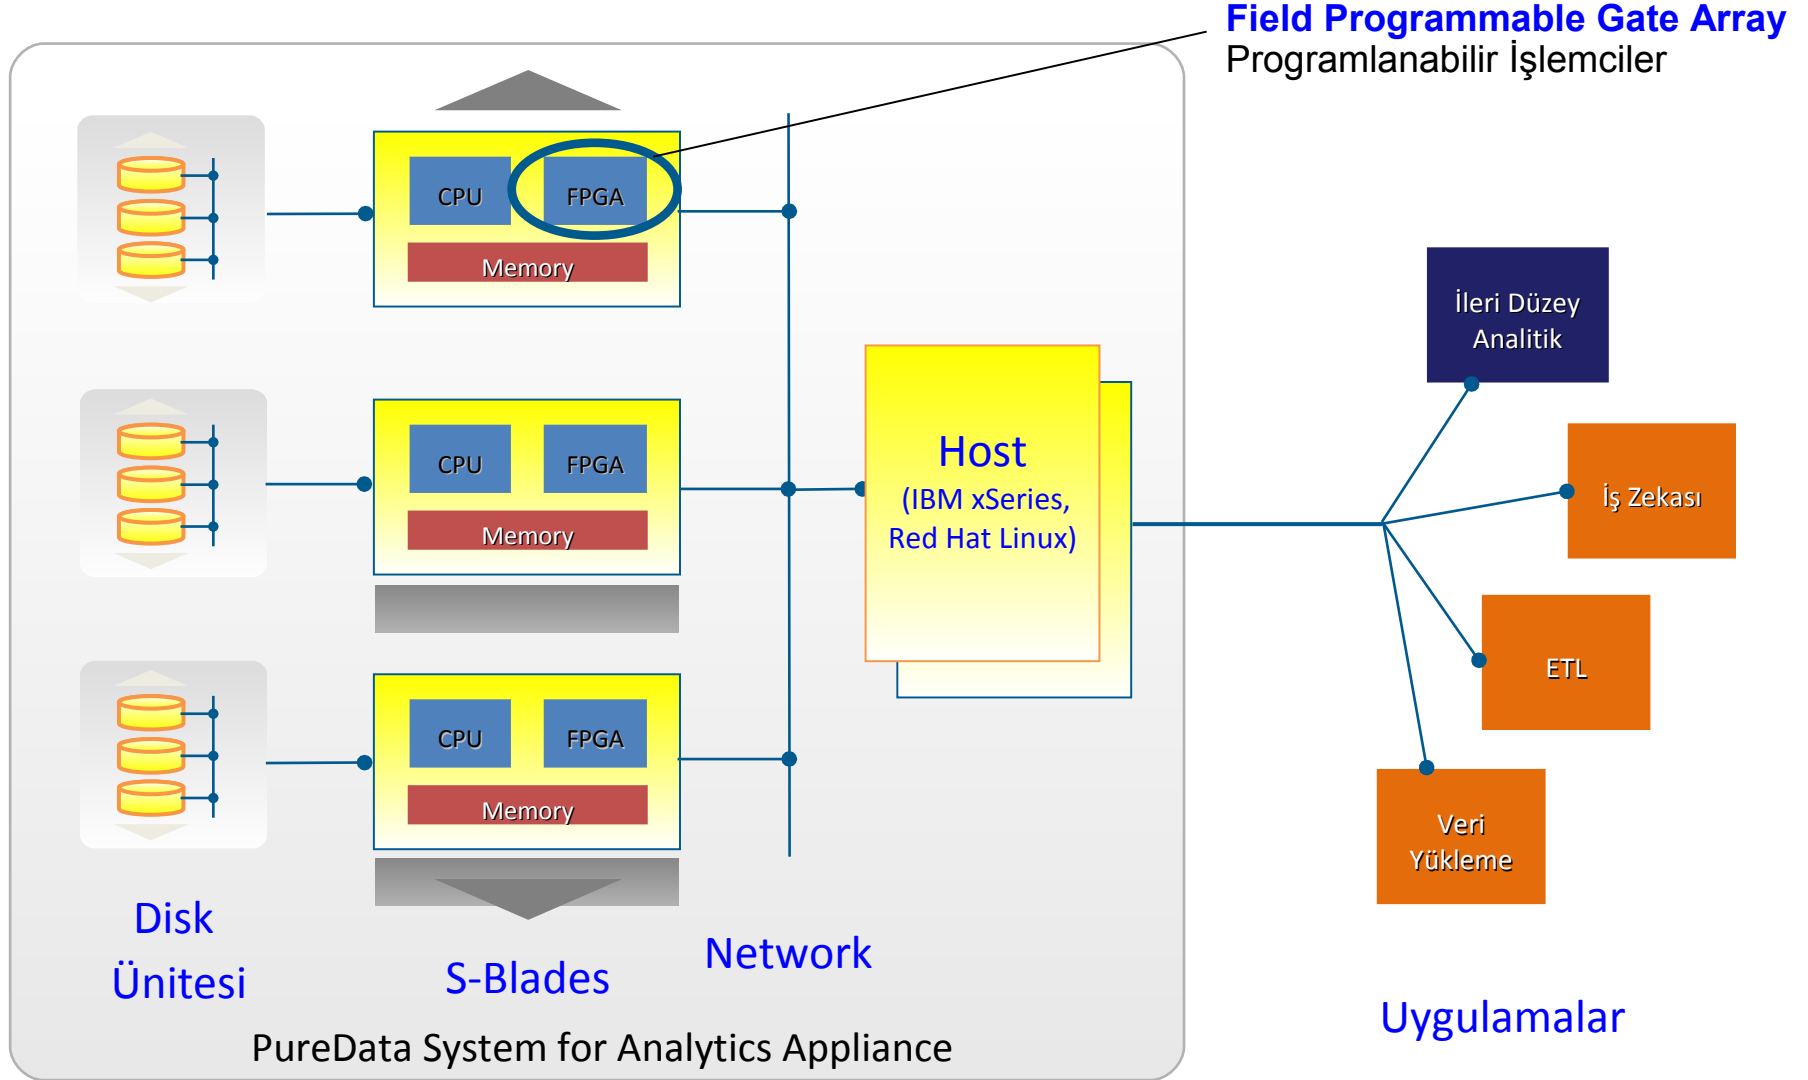 Field Programmable Gate Array
Programlanabilir İşlemciler
CPU
FPGA
Memory
CPU
FPGA
Memory
CPU
FPGA
Memory
Host
(IBM xSeries,
Red Hat Linux)
İleri Düzey
Analitik
İş Zekası
ETL
Veri
Yükleme
Disk
Ünitesi
S-Blades
Network
Uygulamalar
PureData System for Analytics Appliance